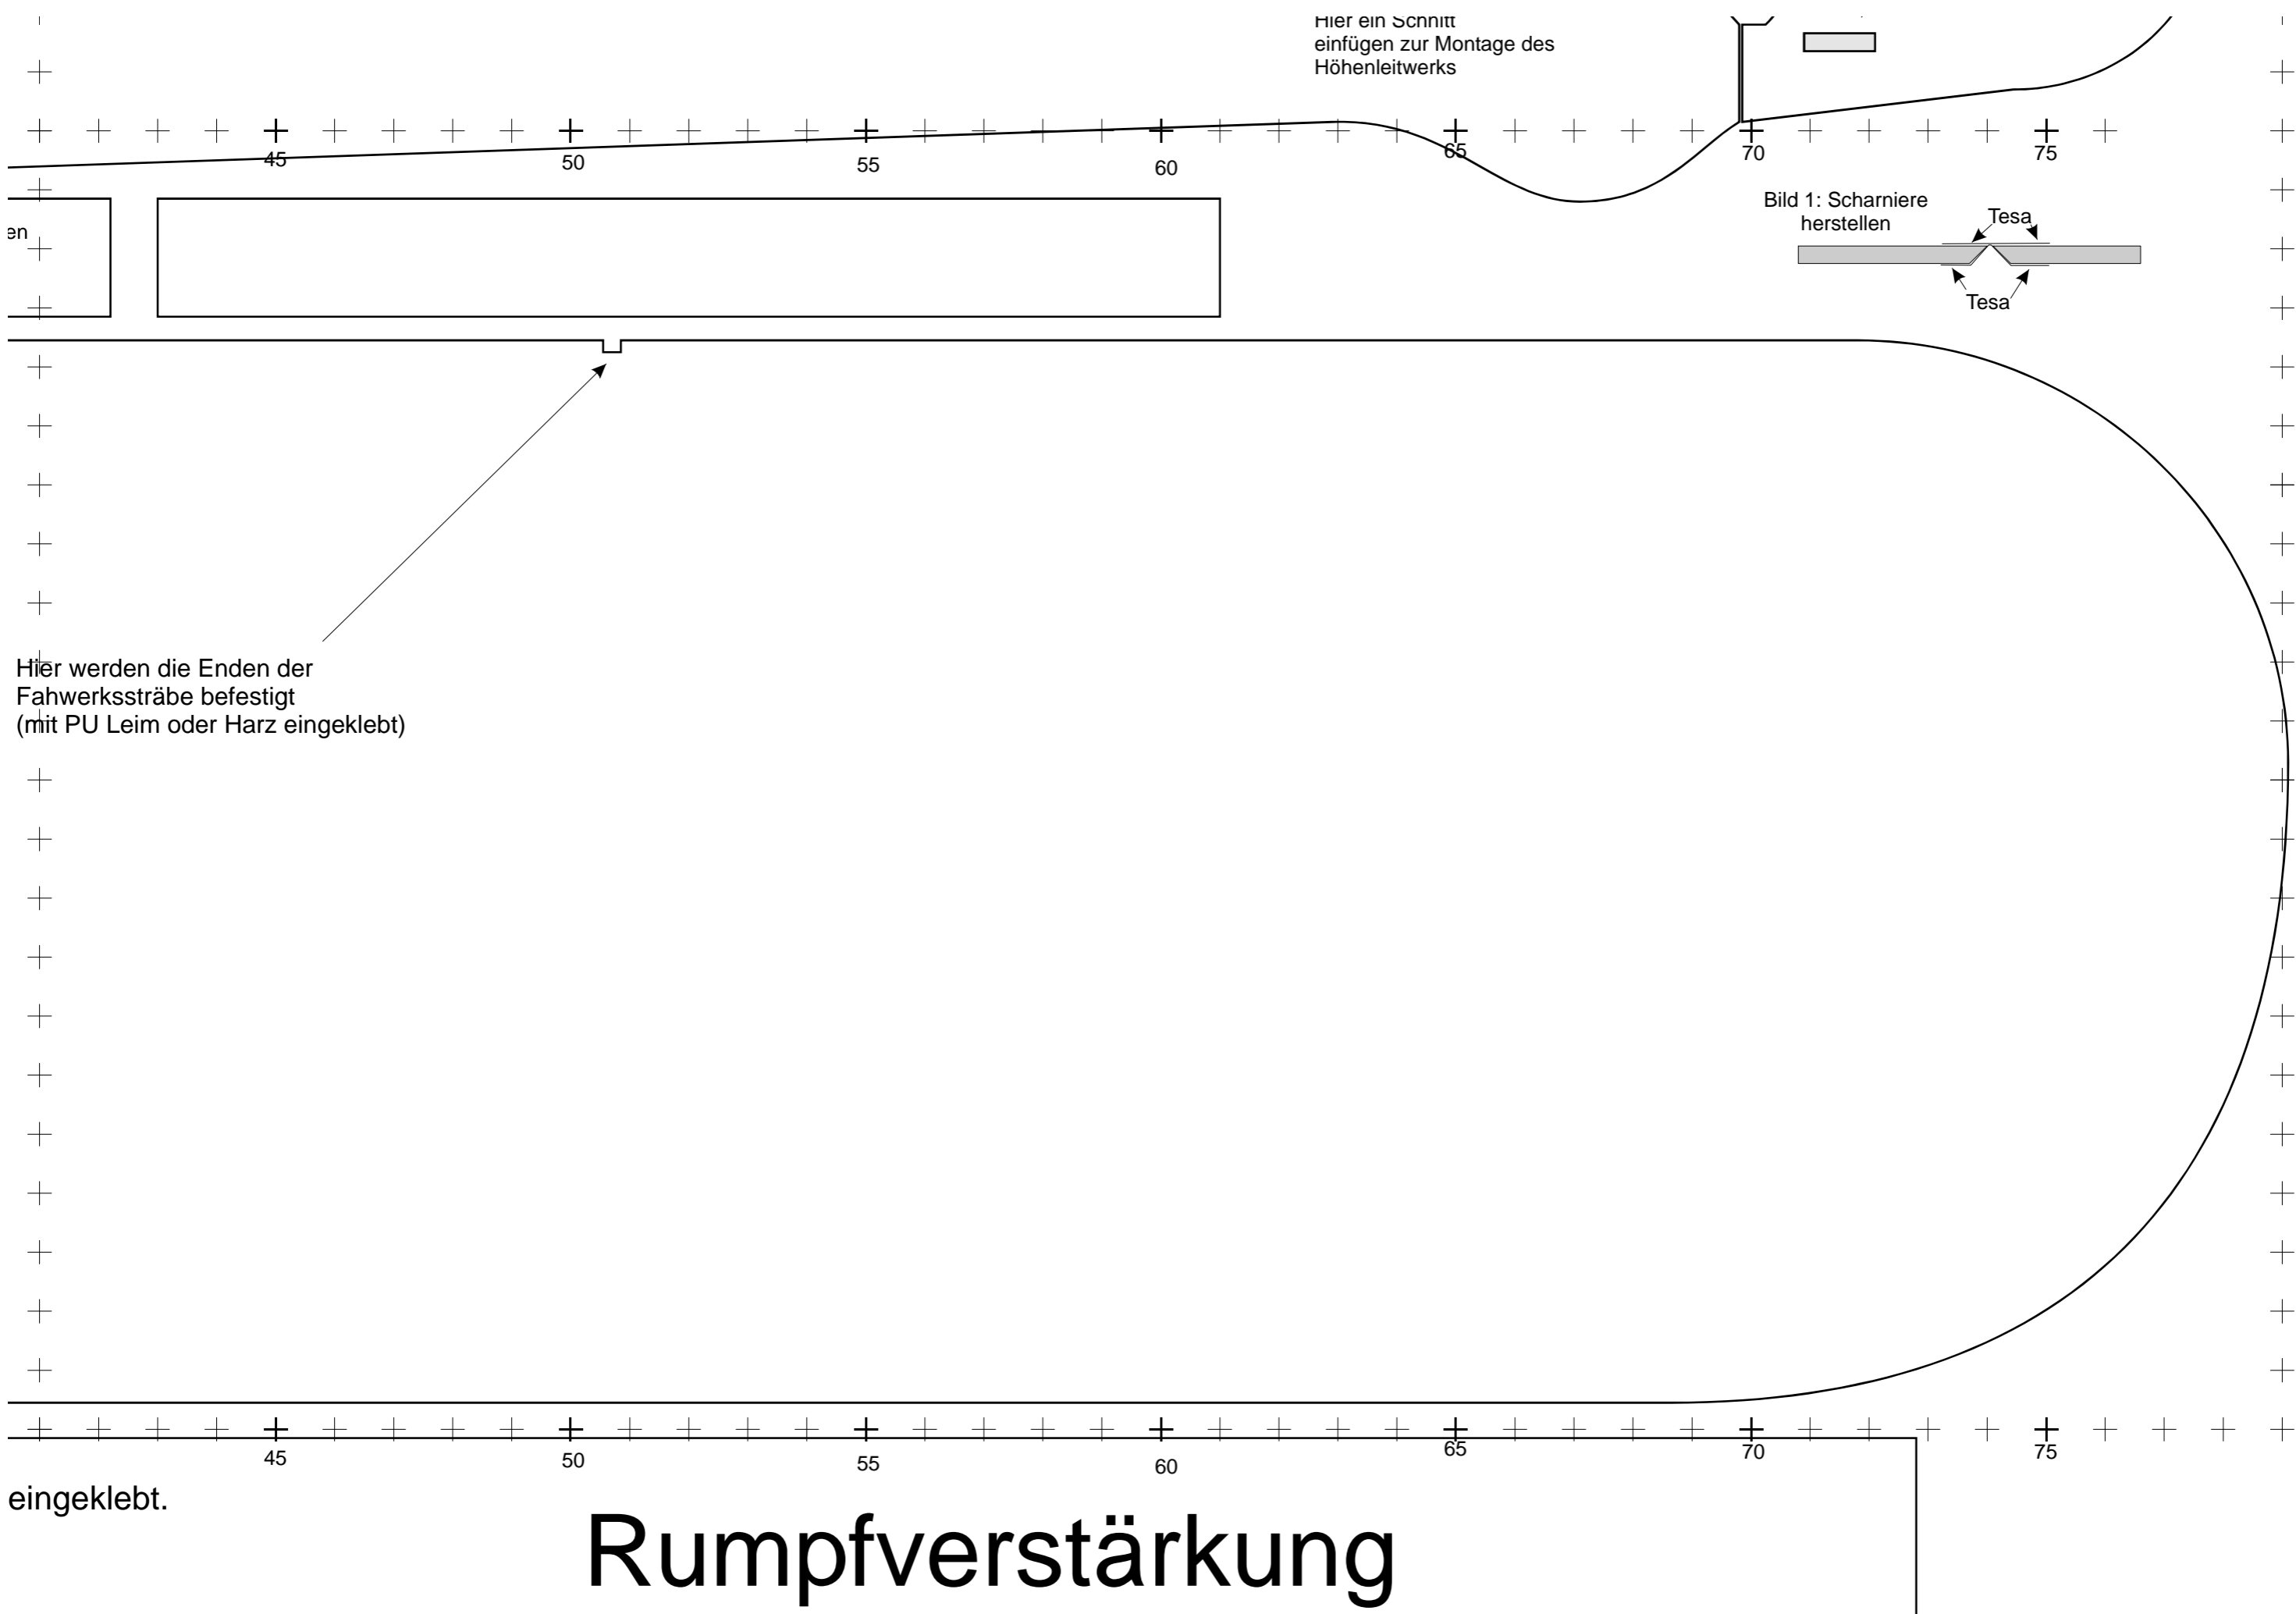 Hier ein Schnitt
einfügen zur Montage des
Höhenleitwerks
45 50 55 60 65 70 75
Bild 1: Scharniere
herstellen
Tesa
Tesa
en
Hier werden die Enden der
Fahwerkssträbe befestigt
(mit PU Leim oder Harz eingeklebt)
45 50 55 60 65 70 75
eingeklebt.
Rumpfverstärkung